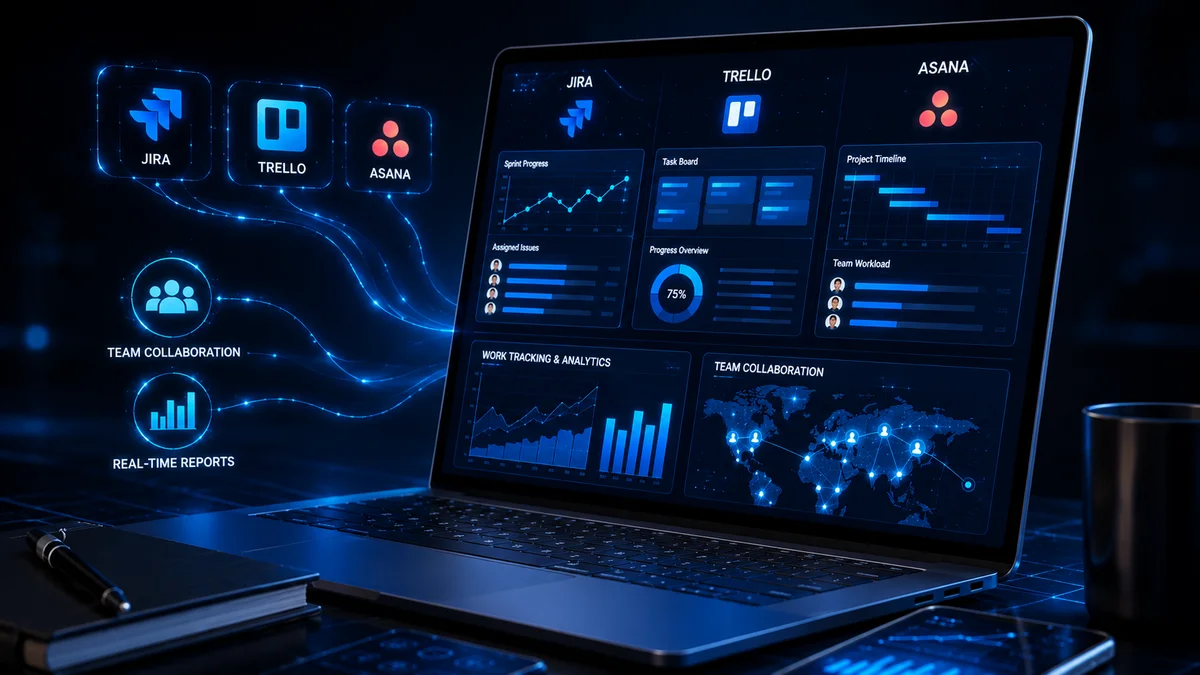 JIRA
TRELLO
ASANA
TEAM COLLABORATION
REAL-TIME REPORTS
JIRA
TRELLO
ASANA
Sprint Progress
Task Board
Project Timeline
Assigned Issues
Progress Overview
75%
Team Workload
WORK TRACKING & ANALYTICS
TEAM COLLABORATION